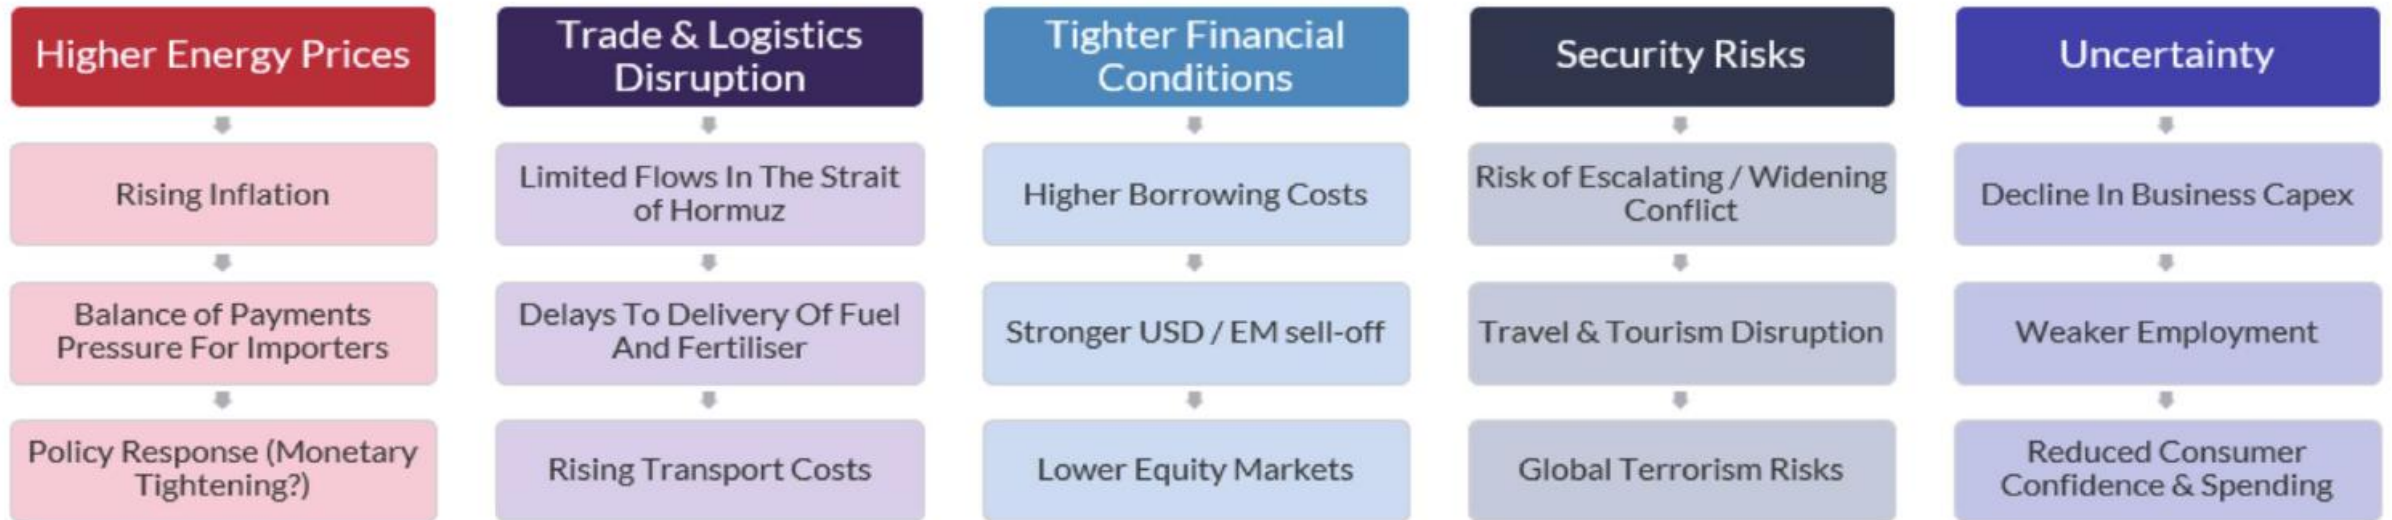 Higher Energy Prices
Rising Inflation
Balance of Payments
Pressure For Importers
Policy Response (Monetary
Tightening?)
Trade & Logistics
Disruption
Limited Flows In The Strait
of Hormuz
Delays To Delivery Of Fuel
And Fertiliser
Rising Transport Costs
Tighter Financial
Conditions
Higher Borrowing Costs
Stronger USD / EM sell-off
Lower Equity Markets
Security Risks
Risk of Escalating / Widening
Conflict
Travel & Tourism Disruption
Global Terrorism Risks
Uncertainty
Decline In Business Capex
Weaker Employment
Reduced Consumer
Confidence & Spending